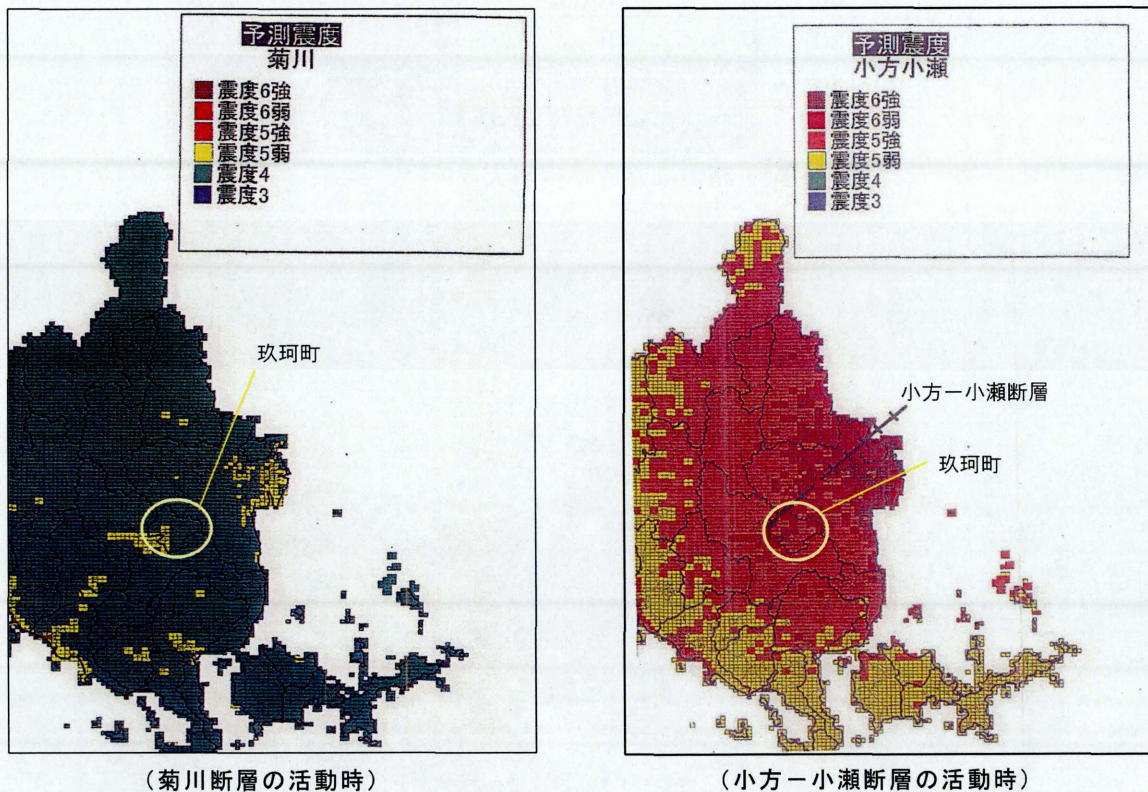 予測震度
菊川
震度6強
震度6弱
震度5強
震度5弱
震度4
震度3
玖珂町
（菊川断層の活動時）
予測震度
小方小瀬
震度6強
震度6弱
震度5強
震度5弱
震度4
震度3
小方－小瀬断層
玖珂町
（小方－小瀬断層の活動時）